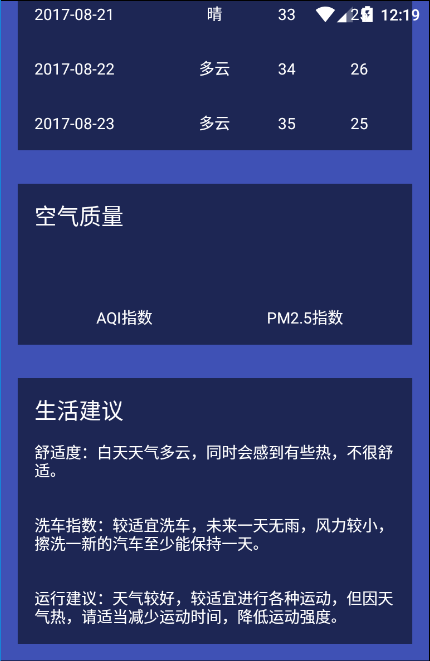 12:19
2017-08-21 晴 33
2017-08-22 多云 34 26
2017-08-23 多云 35 25
空气质量
AQI指数 PM2.5指数
生活建议
舒适度：白天天气多云，同时会感到有些热，不很舒
适。
洗车指数：较适宜洗车，未来一天无雨，风力较小，
擦洗一新的汽车至少能保持一天。
运行建议：天气较好，较适宜进行各种运动，但因天
气热，请适当减少运动时间，降低运动强度。